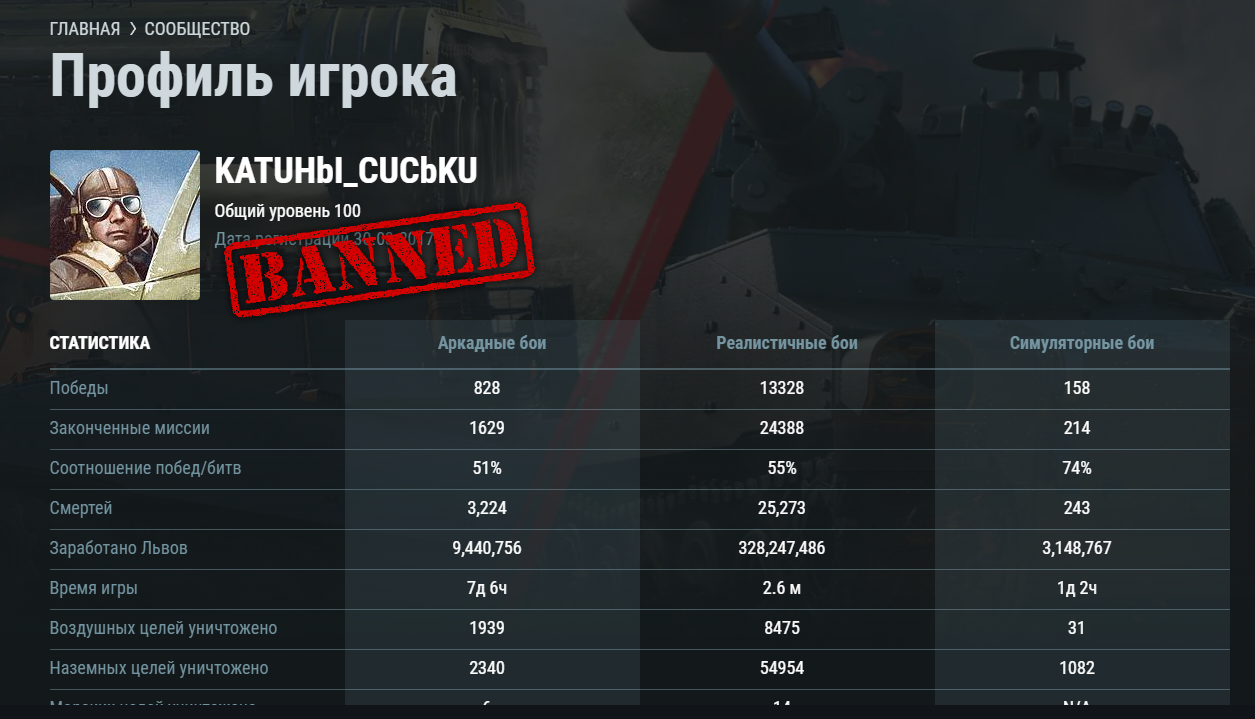 ГЛАВНАЯ > СООБЩЕСТВО
Профиль игрока
KATUHbI_CUCbKU
Общий уровень 100
Дата регистрации
BANNED
СТАТИСТИКА Аркадные бои Реалистичные бои Симуляторные бои
Победы 828 13328 158
Законченные миссии 1629 24388 214
Соотношение побед/битв 51% 55% 74%
Смертей 3,224 25,273 243
Заработано Львов 9,440,756 328,247,486 3,148,767
Время игры 7д 6ч 2.6 м 1д 2ч
Воздушных целей уничтожено 1939 8475 31
Наземных целей уничтожено 2340 54954 1082